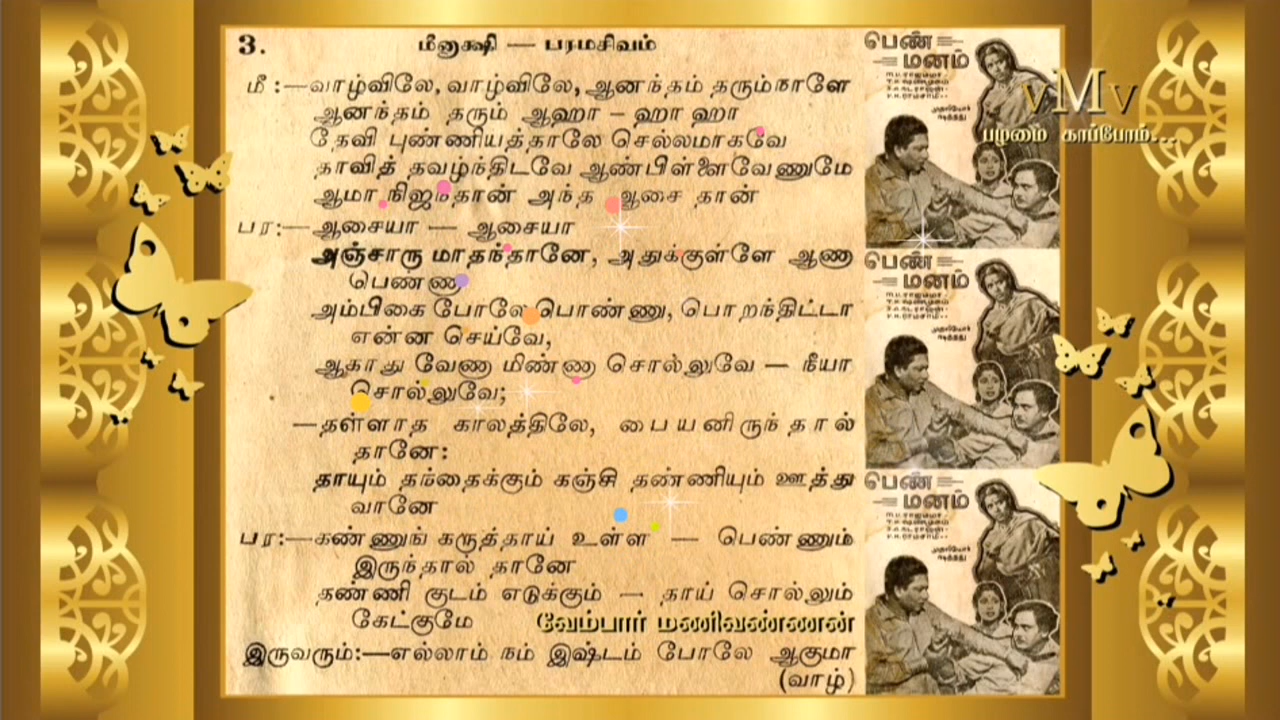 3. மீனாக்ஷி — பரமசிவம்
மீ :—வாழ்விலே, வாழ்விலே, ஆனந்தம் தரும்நாளே
ஆனந்தம் தரும் ஆஹா – ஹா ஹா
தேவி புண்ணியத்தாலே செல்லமாகவே
தாவித் தவழ்ந்திடவே ஆண்பிள்ளைவேணுமே
ஆமா நிஜந்தான் அந்த ஆசை தான்
பர:—ஆசையா — ஆசையா
அஞ்சாரு மாதந்தானே, அதுக்குள்ளே ஆணு
பெண்ணு
அம்பிகை போலே பொண்ணு, பொறந்திட்டா
என்ன செய்வே,
ஆகாது வேணு மிண்ணு சொல்லுவே — நீயா
சொல்லுவே;
—தள்ளாத காலத்திலே, பையனிருந்தால்
தானே:
தாயும் தந்தைக்கும் கஞ்சி தண்ணியும் ஊத்து
வானே
பர:—கண்ணுங் கருத்தாய் உள்ள — பெண்ணும்
இருந்தால் தானே
தண்ணி குடம் எடுக்கும் — தாய் சொல்லும்
கேட்குமே
வேம்பார் மணிவண்ணன்
இருவரும்:—எல்லாம் நம் இஷ்டம் போலே ஆகுமா
(வாழ்)
பெண்
மனம்
vMv
பழமை காப்போம்...
பெண்
மனம்
பெண்
மனம்